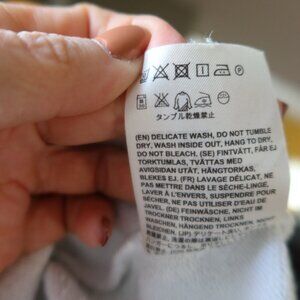 タンブル乾燥禁止
(EN) DELICATE WASH, DO NOT TUMBLE
DRY, WASH INSIDE OUT, HANG TO DRY,
DO NOT BLEACH. (SE) FINTVÄTT, FÅR EJ
TORKTUMLAS, TVÄTTAS MED
AVIGSIDAN UTÅT, HÄNGTORKAS,
BLEKES EJ. (FR) LAVAGE DÉLICAT, NE
PAS METTRE DANS LE SÈCHE-LINGE,
LAVER À L'ENVERS, SUSPENDRE POUR
SÉCHER, NE PAS UTILISER D'EAU DE
JAVEL. (DE) FEINWÄSCHE, NICHT IM
TROCKNER TROCKNEN, LINKS
WASCHEN, HÄNGEND TROCKNEN, NICHT